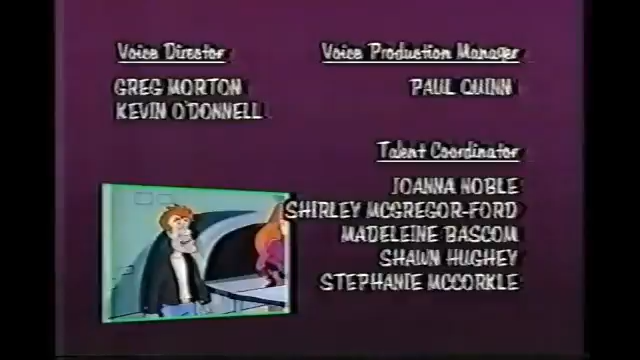 Voice Director
GREG MORTON
KEVIN O'DONNELL
Voice Production Manager
PAUL QUINN
Talent Coordinator
JOANNA NOBLE
SHIRLEY MCGREGOR-FORD
MADELEINE BASCOM
SHAWN HUGHEY
STEPHANIE MCCORKLE